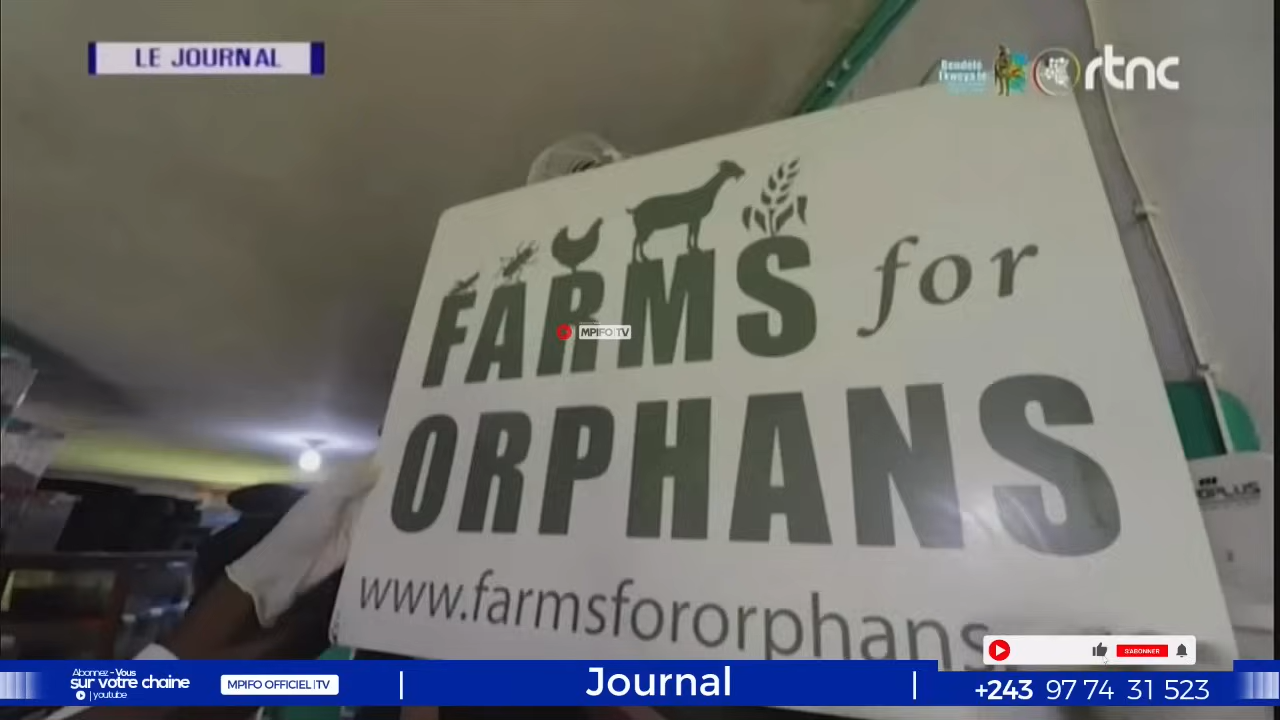 LE JOURNAL
rtnc
FARMS for
MPIFO TV
ORPHANS
www.farmsfororphans.
S'ABONNER
Abonnez - Vous
sur votre chaine
youtube
MPIFO OFFICIEL TV
Journal
+243 97 74 31 523